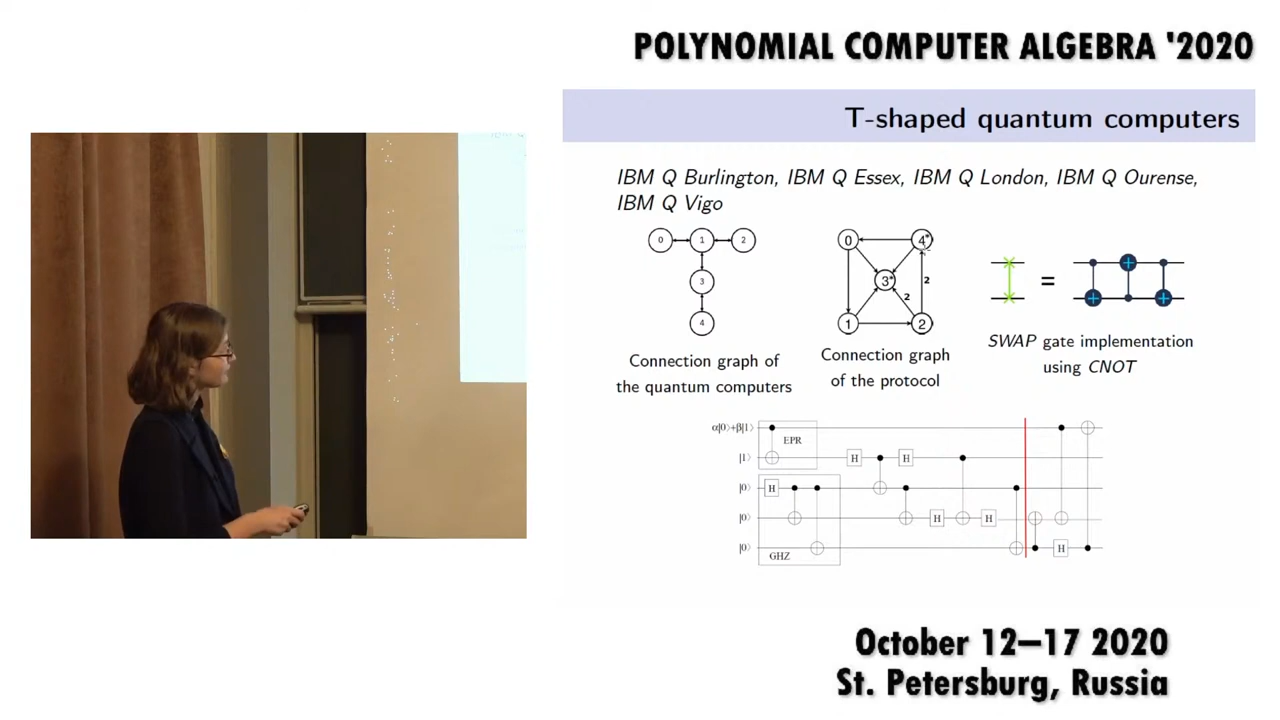 POLYNOMIAL COMPUTER ALGEBRA '2020
T-shaped quantum computers
IBM Q Burlington, IBM Q Essex, IBM Q London, IBM Q Ourense,
IBM Q Vigo
0 1 2
3
4
0 4*
3*
2
2
1 2
=
Connection graph of
the quantum computers
Connection graph
of the protocol
SWAP gate implementation
using CNOT
α|0⟩+β|1⟩
EPR
|1⟩
H H
|0⟩
H
|0⟩
H H
|0⟩
GHZ
H
October 12–17 2020
St. Petersburg, Russia